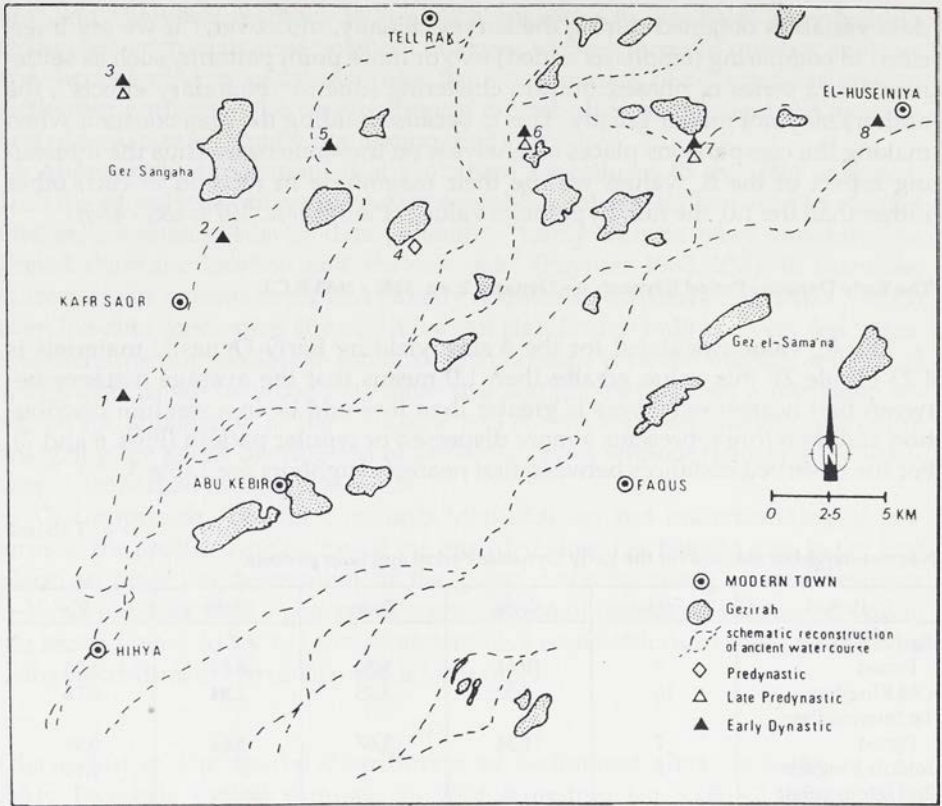 TELL RAK
3
EL-HUSEINIYA
5
6
7
8
Gez Sangaha
2
4
KAFR SAQR
Gez el-Sama'na
1
N
ABU KEBIR
FAQUS
0 2·5 5 KM
MODERN TOWN
Gezirah
schematic reconstruction
of ancient watercourse
HIHYA
Predynastic
Late Predynastic
Early Dynastic